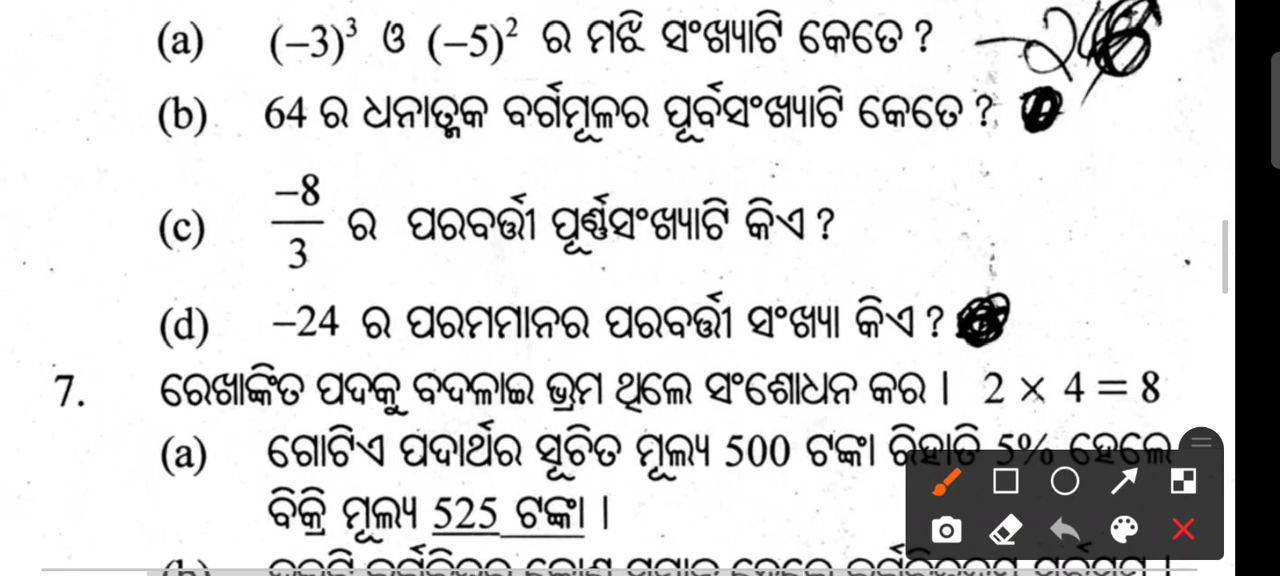 (a) (−3)³ ଓ (−5)² ର ମଝି ସଂଖ୍ୟାଟି କେତେ ?
(b) 64 ର ଧନାତ୍ମକ ବର୍ଗମୂଳର ପୂର୍ବସଂଖ୍ୟାଟି କେତେ ?
(c) −8/3 ର ପରବର୍ତ୍ତୀ ପୂର୍ଣ୍ଣସଂଖ୍ୟାଟି କିଏ ?
(d) −24 ର ପରମମାନର ପରବର୍ତ୍ତୀ ସଂଖ୍ୟା କିଏ ?
7. ରେଖାଙ୍କିତ ପଦକୁ ବଦଳାଇ ଭ୍ରମ ଥିଲେ ସଂଶୋଧନ କର । 2 × 4 = 8
(a) ଗୋଟିଏ ପଦାର୍ଥର ସୂଚିତ ମୂଲ୍ୟ 500 ଟଙ୍କା ରିହାତି 5% ହେଲେ
ବିକ୍ରି ମୂଲ୍ୟ 525 ଟଙ୍କା ।